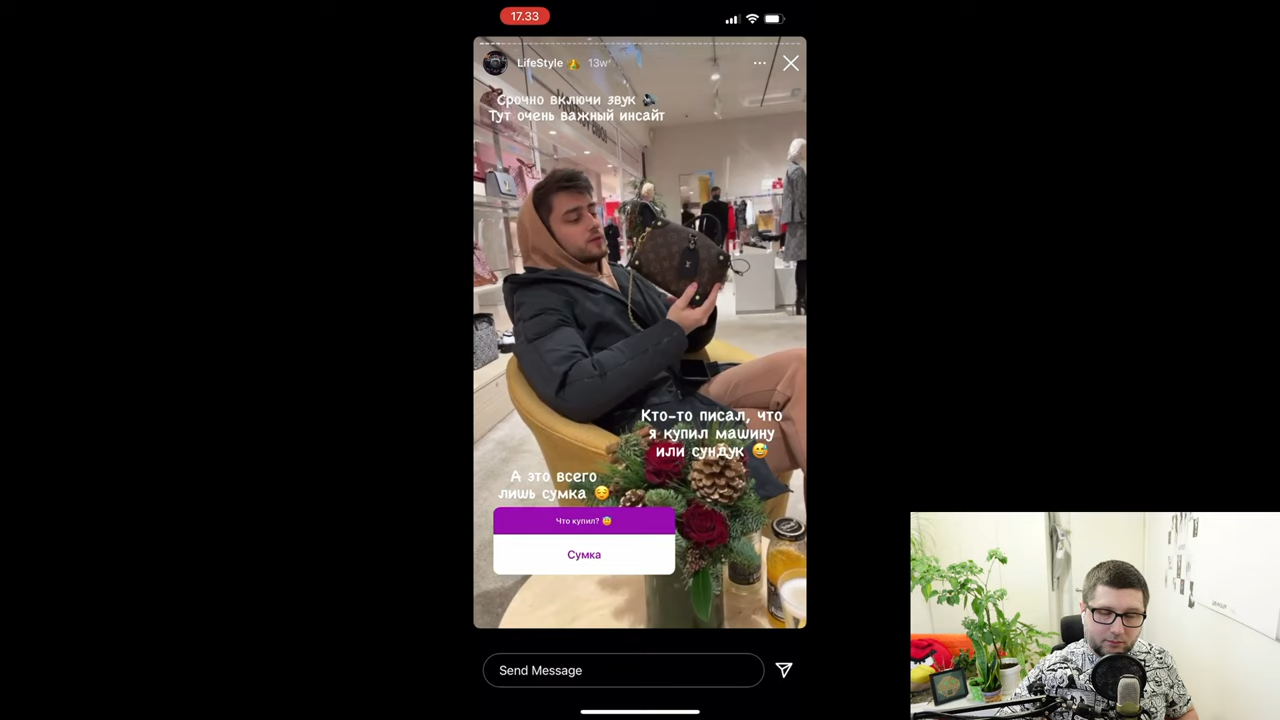 17.33
LifeStyle 13w
Срочно включи звук
Тут очень важный инсайт
Кто-то писал, что
я купил машину
или сундук
А это всего
лишь сумка
Что купил?
Сумка
Send Message